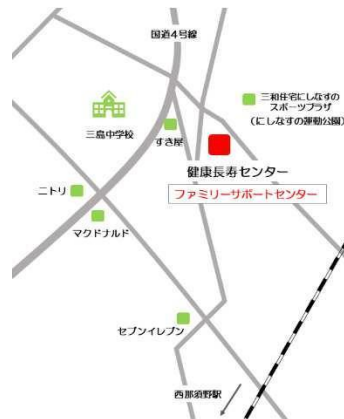 国道4号線
三和住宅にしなすの
スポーツプラザ
(にしなすの運動公園)
三島中学校
すき屋
健康長寿センター
ファミリーサポートセンター
ニトリ
マクドナルド
セブンイレブン
西那須野駅